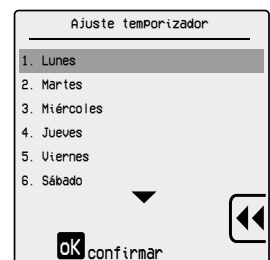 Ajuste temporizador
1. Lunes
2. Martes
3. Miércoles
4. Jueves
5. Viernes
6. Sábado
oK confirmar